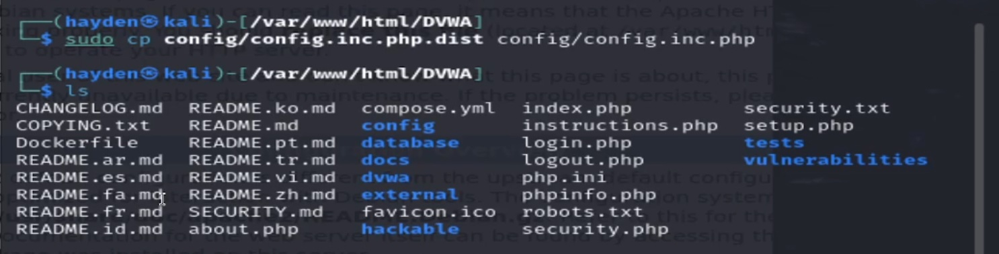 ┌──(hayden㉿kali)-[/var/www/html/DVWA]
└─$ sudo cp config/config.inc.php.dist config/config.inc.php
┌──(hayden㉿kali)-[/var/www/html/DVWA]
└─$ ls
CHANGELOG.md README.ko.md compose.yml index.php security.txt
COPYING.txt README.md config instructions.php setup.php
Dockerfile README.pt.md database login.php tests
README.ar.md README.tr.md docs logout.php vulnerabilities
README.es.md README.vi.md dvwa php.ini
README.fa.md README.zh.md external phpinfo.php
README.fr.md SECURITY.md favicon.ico robots.txt
README.id.md about.php hackable security.php